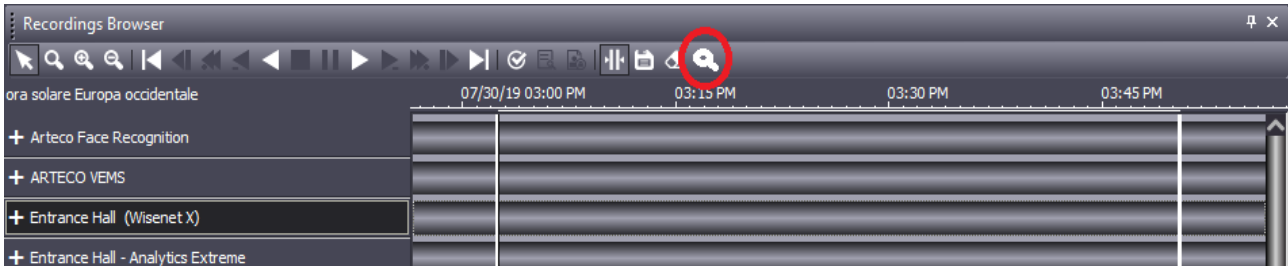 Recordings Browser
ora solare Europa occidentale
07/30/19 03:00 PM
03:15 PM
03:30 PM
03:45 PM
Arteco Face Recognition
ARTECO VEMS
Entrance Hall (Wisenet X)
Entrance Hall - Analytics Extreme